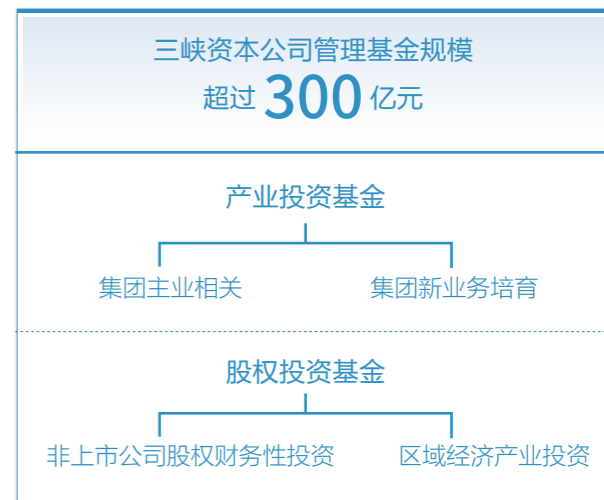 三峡资本公司管理基金规模
超过 300 亿元
产业投资基金
集团主业相关 集团新业务培育
股权投资基金
非上市公司股权财务性投资 区域经济产业投资